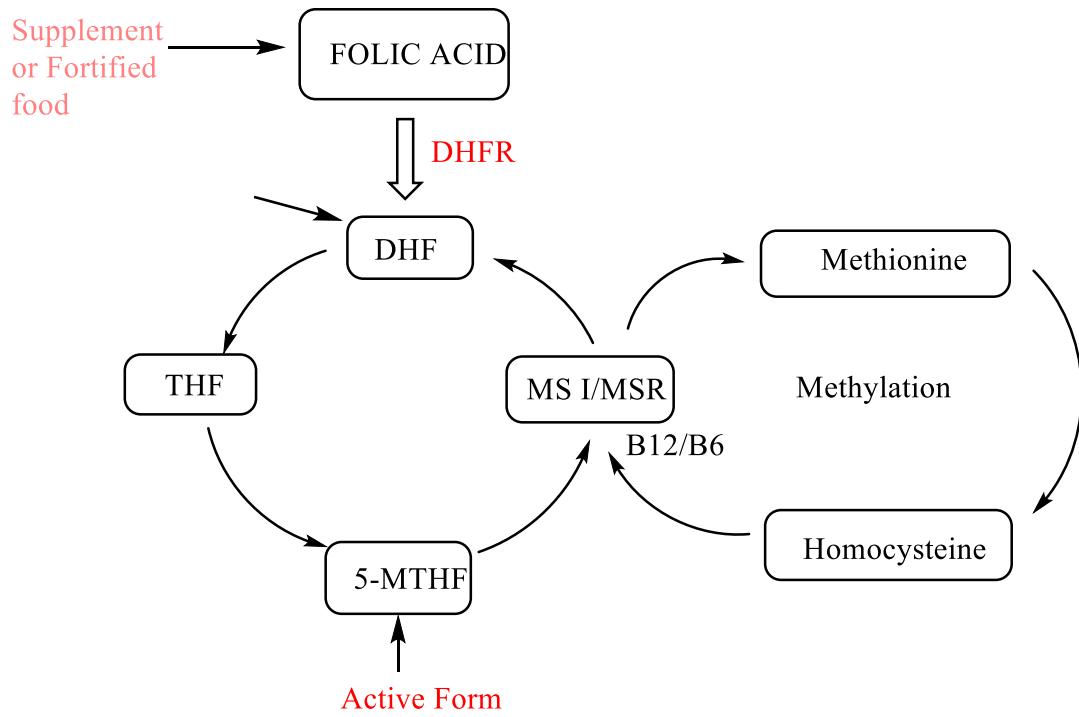 Supplement
or Fortified
food
FOLIC ACID
DHFR
DHF
Methionine
THF
MS I/MSR
Methylation
B12/B6
Homocysteine
5-MTHF
Active Form